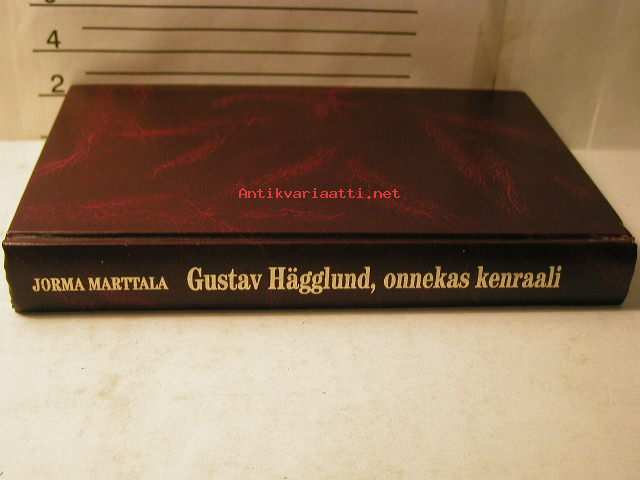 4
2
Antikvariaatti.net
JORMA MARTTALA Gustav Hägglund, onnekas kenraali